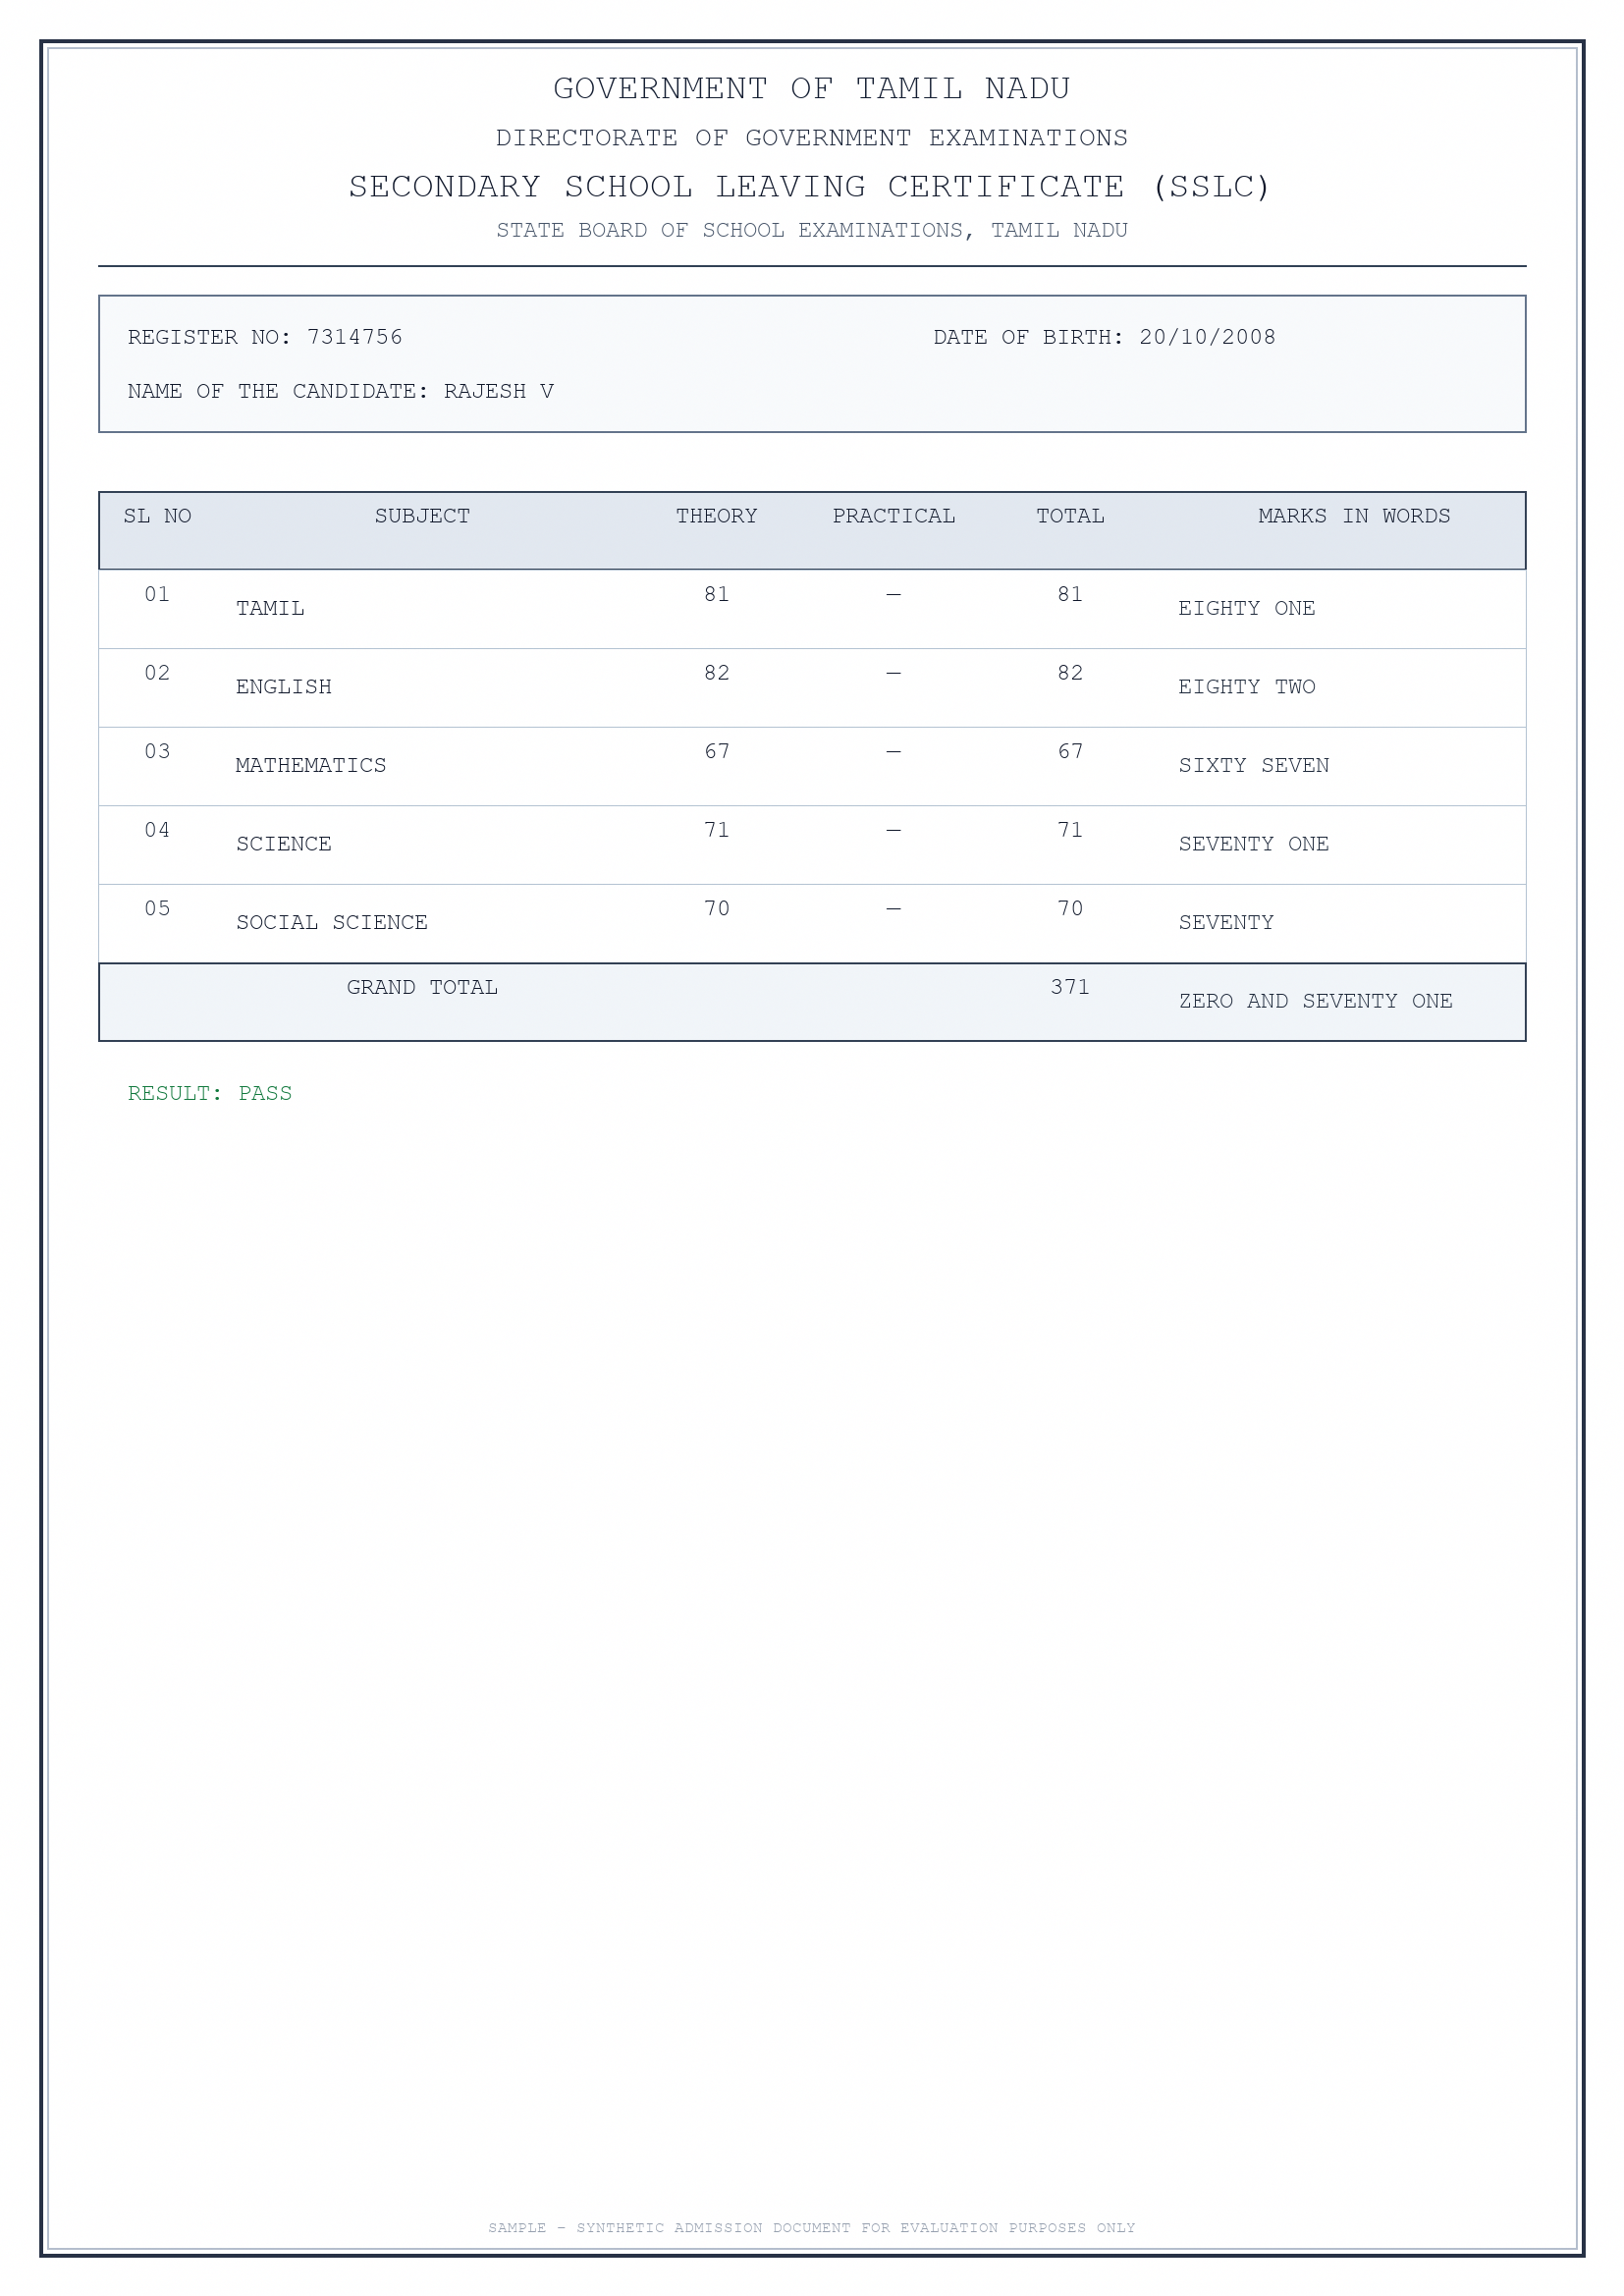 GOVERNMENT OF TAMIL NADU
DIRECTORATE OF GOVERNMENT EXAMINATIONS
SECONDARY SCHOOL LEAVING CERTIFICATE (SSLC)
STATE BOARD OF SCHOOL EXAMINATIONS, TAMIL NADU
REGISTER NO: 7314756 DATE OF BIRTH: 20/10/2008
NAME OF THE CANDIDATE: RAJESH V
SL NO SUBJECT THEORY PRACTICAL TOTAL MARKS IN WORDS
01 TAMIL 81 — 81 EIGHTY ONE
02 ENGLISH 82 — 82 EIGHTY TWO
03 MATHEMATICS 67 — 67 SIXTY SEVEN
04 SCIENCE 71 — 71 SEVENTY ONE
05 SOCIAL SCIENCE 70 — 70 SEVENTY
GRAND TOTAL 371 ZERO AND SEVENTY ONE
RESULT: PASS
SAMPLE - SYNTHETIC ADMISSION DOCUMENT FOR EVALUATION PURPOSES ONLY